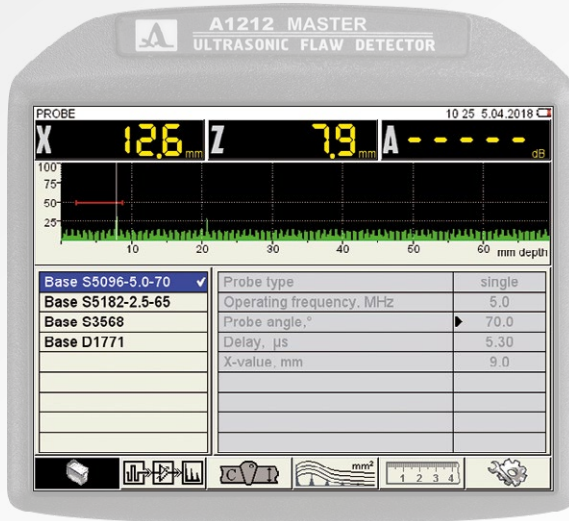 A1212 MASTER
ULTRASONIC FLAW DETECTOR
PROBE 10 25 5.04.2018
X 12.6 mm Z 7.9 mm A - - - - - dB
100
75
50
25
10 20 30 40 50 60 mm depth
Base S5096-5.0-70 ✓ Probe type single
Base S5182-2.5-65 Operating frequency. MHz 5.0
Base S3568 Probe angle,° 70.0
Base D1771 Delay, µs 5.30
X-value, mm 9.0
C I mm² 1 2 3 4